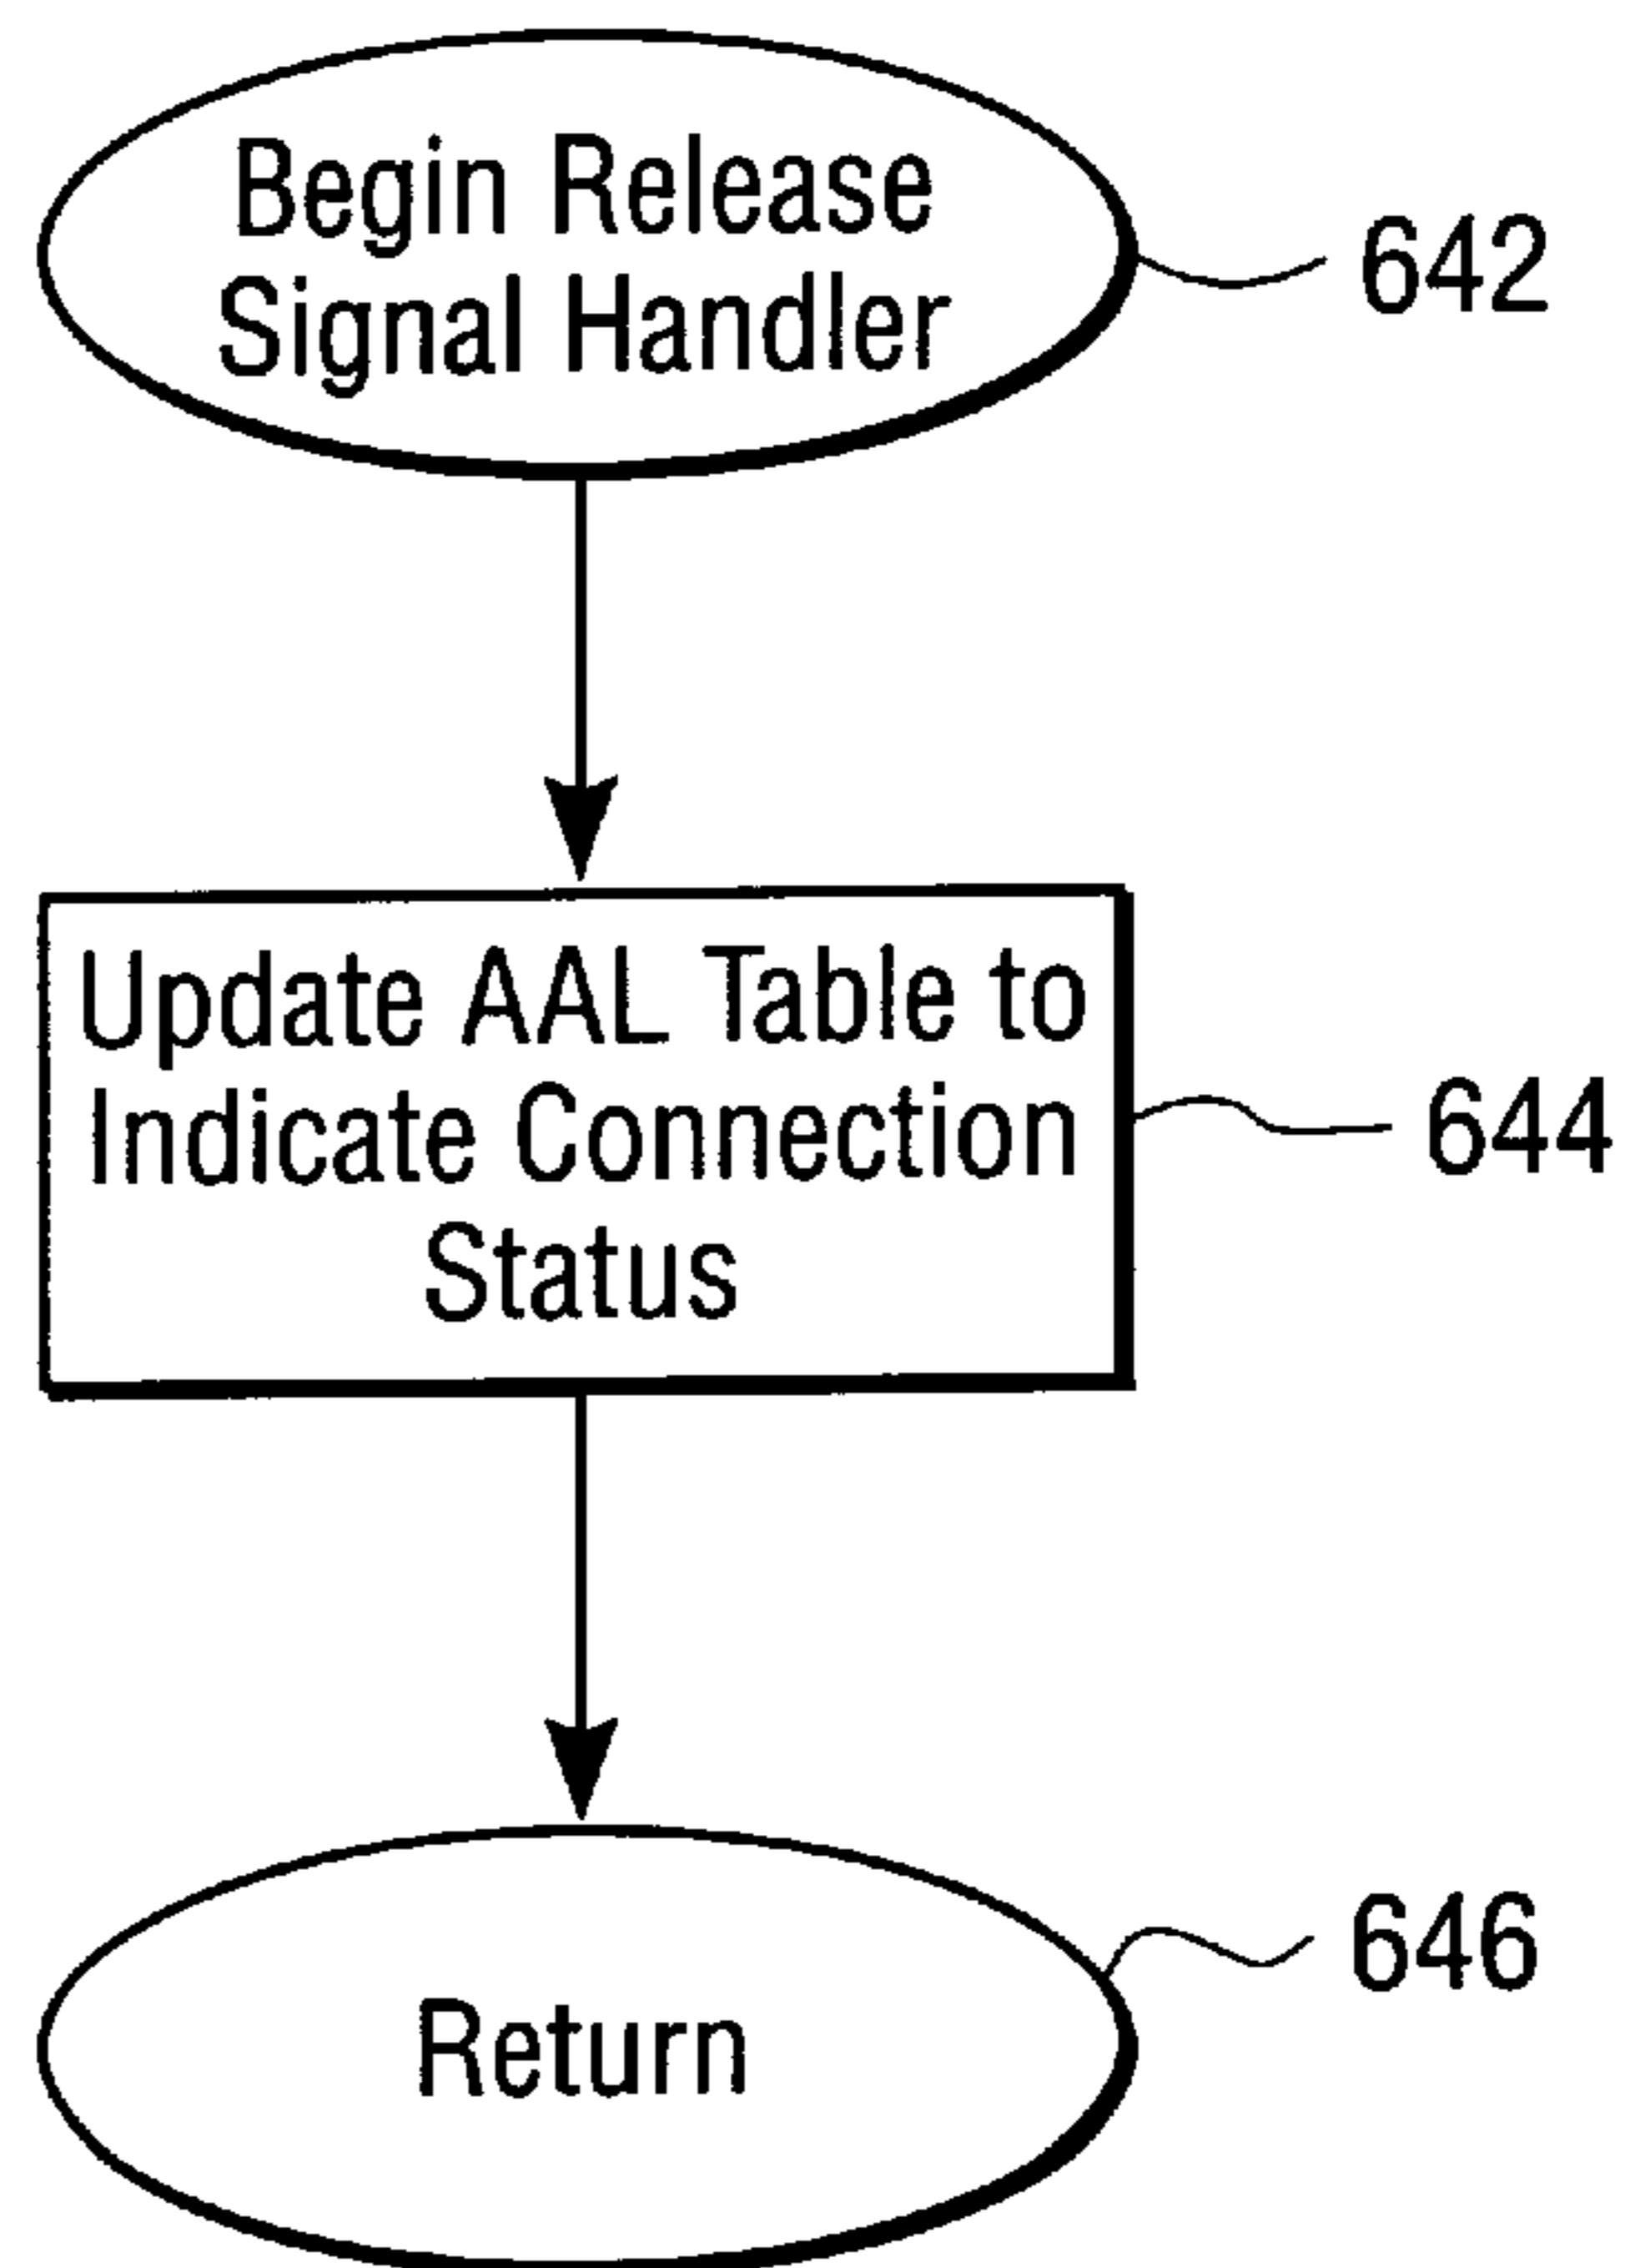 Begin Release
Signal Handler
642
Update AAL Table to
Indicate Connection
Status
644
646
Return